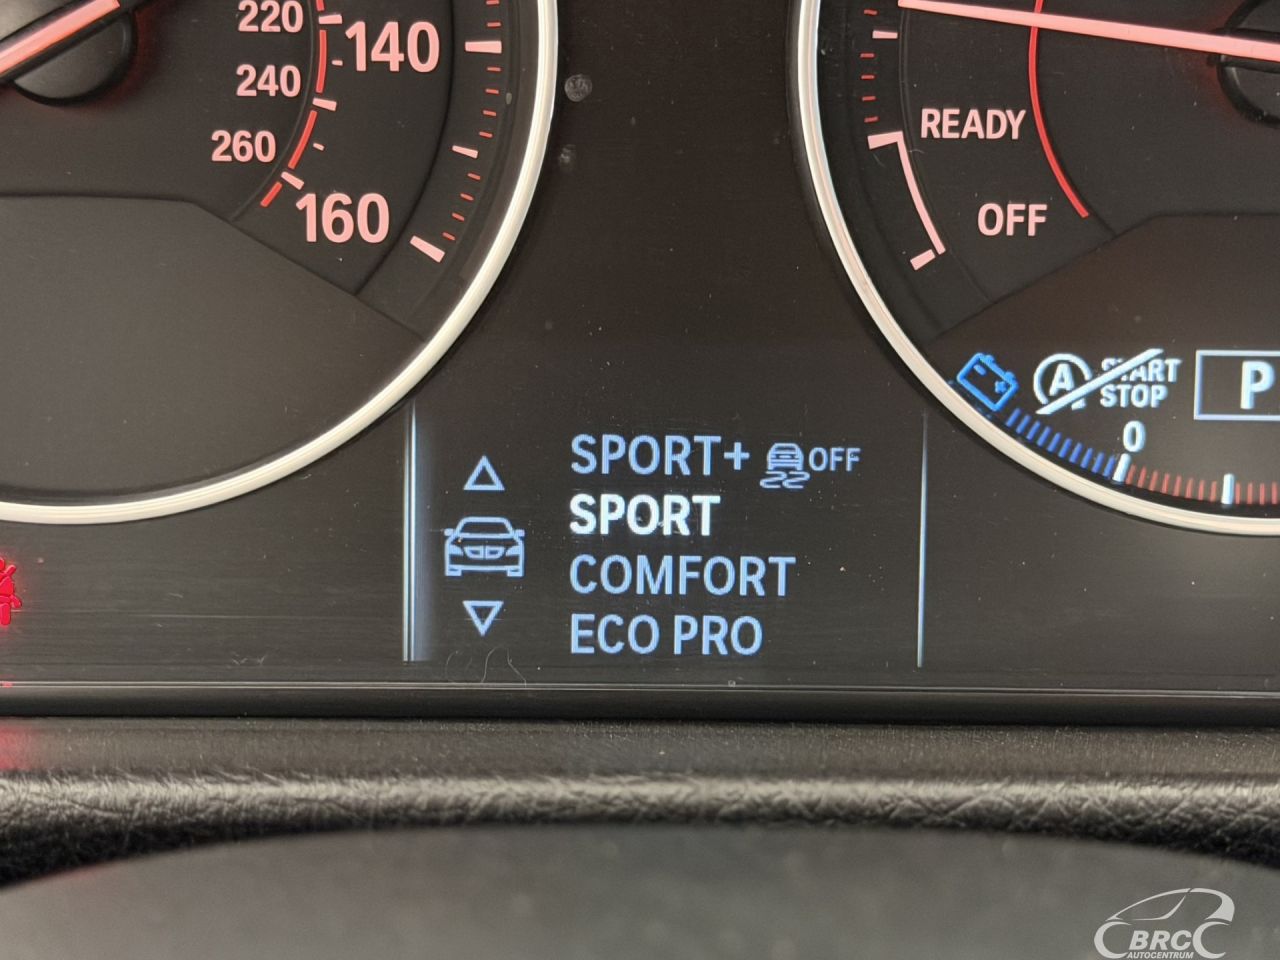 220
140
240
260
160
READY
OFF
A START
STOP
P
0
SPORT+ OFF
SPORT
COMFORT
ECO PRO
BRC
AUTOCENTRUM